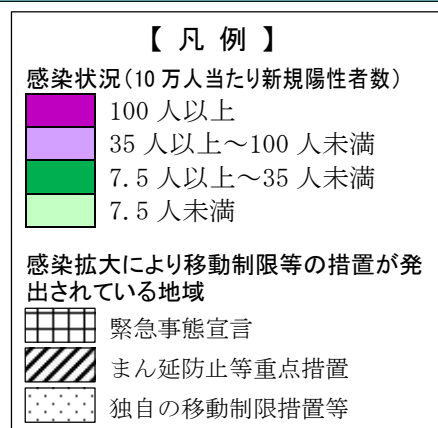 【 凡 例 】
感染状況(10 万人当たり新規陽性者数)
100 人以上
35 人以上～100 人未満
7.5 人以上～35 人未満
7.5 人未満
感染拡大により移動制限等の措置が発
出されている地域
緊急事態宣言
まん延防止等重点措置
独自の移動制限措置等